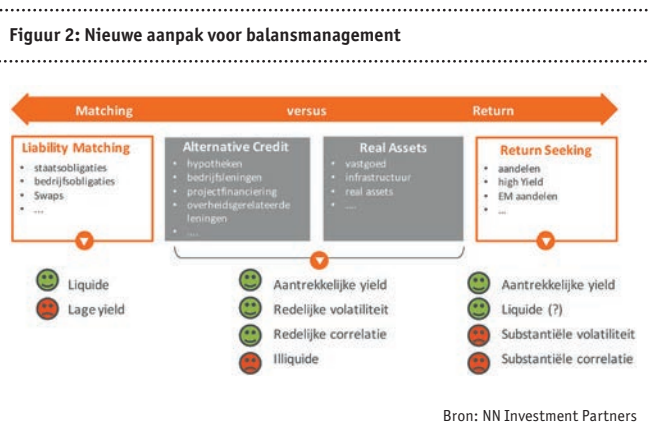 Figuur 2: Nieuwe aanpak voor balansmanagement
Matching versus Return
Liability Matching
• staatsobligaties
• bedrijfsobligaties
• Swaps
• ....
Alternative Credit
• hypotheken
• bedrijfsleningen
• projectfinanciering
• overheidsgerelateerde
leningen
• ....
Real Assets
• vastgoed
• infrastructuur
• real assets
• ....
Return Seeking
• aandelen
• high Yield
• EM aandelen
• ...
Liquide
Lage yield
Aantrekkelijke yield
Redelijke volatiliteit
Redelijke correlatie
Illiquide
Aantrekkelijke yield
Liquide (?)
Substantiële volatiliteit
Substantiële correlatie
Bron: NN Investment Partners